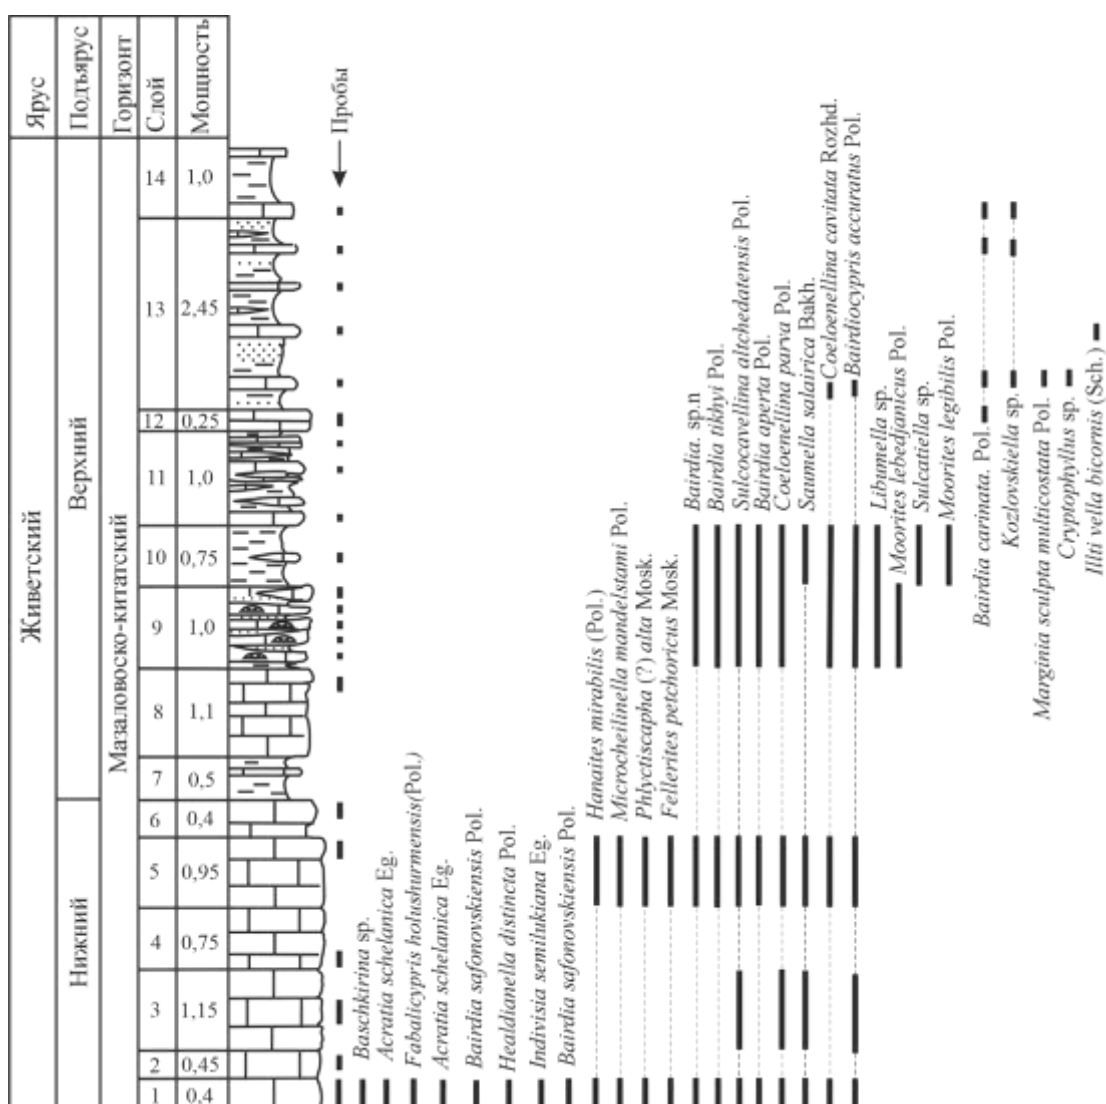 Ярус
Подъярус
Горизонт
Слой
Мощность
Пробы
Живетский
Верхний
Нижний
Мазаловоско-китатский
14 1,0
13 2,45
12 0,25
11 1,0
10 0,75
9 1,0
8 1,1
7 0,5
6 0,4
5 0,95
4 0,75
3 1,15
2 0,45
1 0,4
Baschkirina sp.
Acratia schelanica Eg.
Fabalicypris holushurmensis(Pol.)
Acratia schelanica Eg.
Bairdia safonovskiensis Pol.
Healdianella distincta Pol.
Indivisia semilukiana Eg.
Bairdia safonovskiensis Pol.
Hanaites mirabilis (Pol.)
Microcheilinella mandelstami Pol.
Phlyctiscapha (?) alta Mosk.
Fellerites petchoricus Mosk.
Bairdia. sp.n
Bairdia tikhyi Pol.
Sulcocavellina altchedatensis Pol.
Bairdia aperta Pol.
Coeloenellina parva Pol.
Saumella salairica Bakh.
Coeloenellina cavitata Rozhd.
Bairdiocypris accuratus Pol.
Libumella sp.
Moorites lebedjanicus Pol.
Sulcatiella sp.
Moorites legibilis Pol.
Bairdia carinata. Pol.
Kozlovskiella sp.
Marginia sculpta multicostata Pol.
Cryptophyllus sp.
Illti vella bicornis (Sch.)